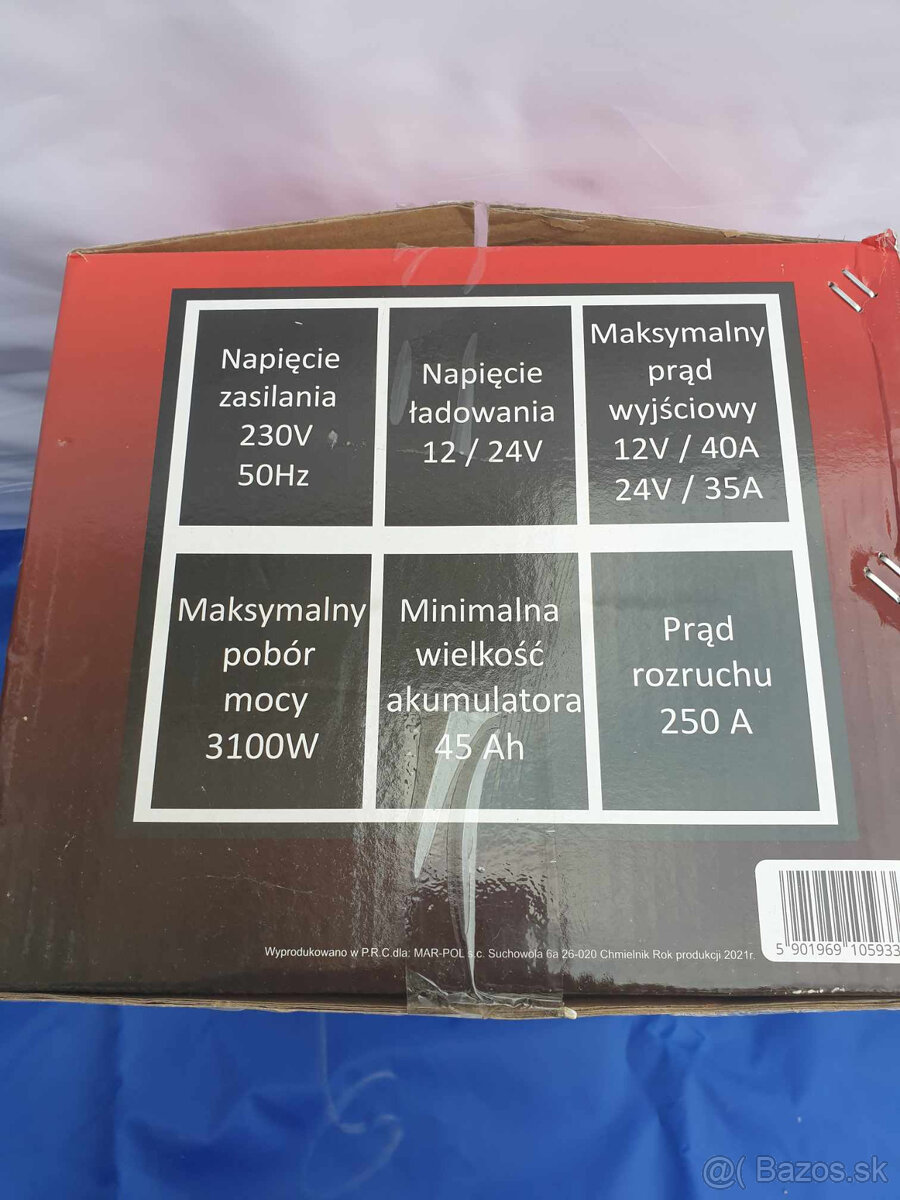 Napięcie
zasilania
230V
50Hz
Napięcie
ładowania
12 / 24V
Maksymalny
prąd
wyjściowy
12V / 40A
24V / 35A
Maksymalny
pobór
mocy
3100W
Minimalna
wielkość
akumulatora
45 Ah
Prąd
rozruchu
250 A
Wyprodukowano w P.R.C.dla: MAR-POL s.c. Suchowola 6a 26-020 Chmielnik Rok produkcji 2021r.
5 901969 105933
@( Bazos.sk